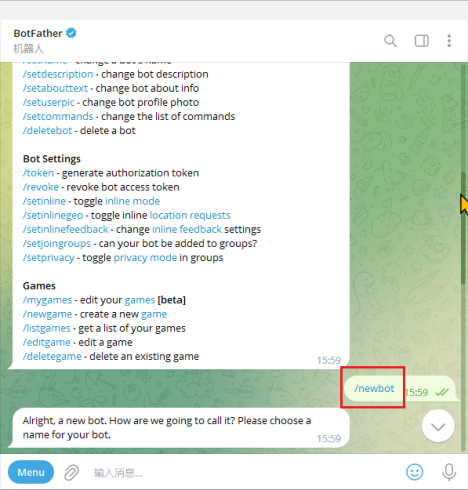 BotFather
机器人
/setname - change a bot's name
/setdescription - change bot description
/setabouttext - change bot about info
/setuserpic - change bot profile photo
/setcommands - change the list of commands
/deletebot - delete a bot
Bot Settings
/token - generate authorization token
/revoke - revoke bot access token
/setinline - toggle inline mode
/setinlinegeo - toggle inline location requests
/setinlinefeedback - change inline feedback settings
/setjoingroups - can your bot be added to groups?
/setprivacy - toggle privacy mode in groups
Games
/mygames - edit your games [beta]
/newgame - create a new game
/listgames - get a list of your games
/editgame - edit a game
/deletegame - delete an existing game
15:59
/newbot
15:59
Alright, a new bot. How are we going to call it? Please choose a
name for your bot.
15:59
Menu
输入消息...